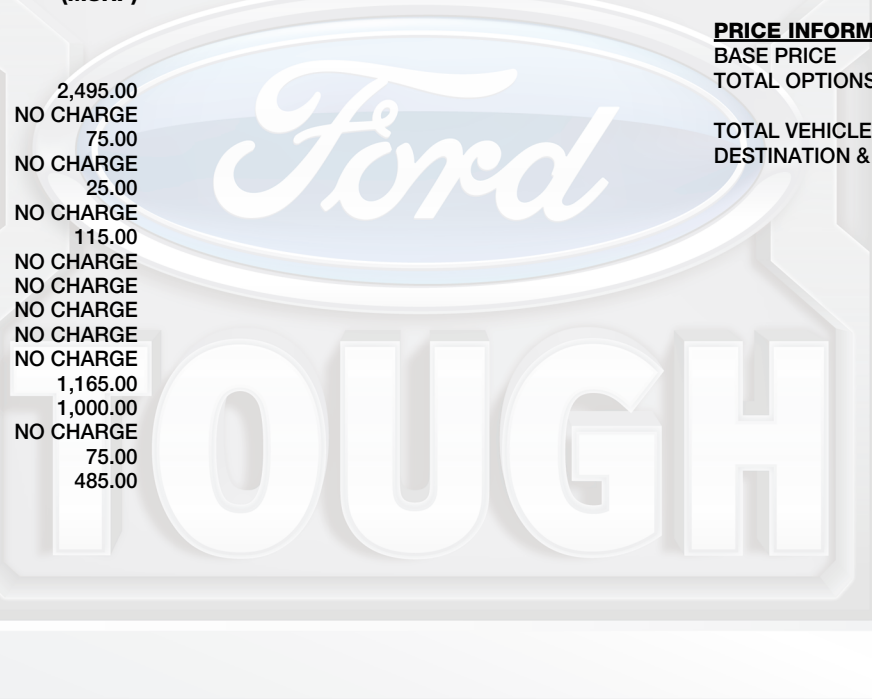 (MSRP)
2,495.00
NO CHARGE
75.00
NO CHARGE
25.00
NO CHARGE
115.00
NO CHARGE
NO CHARGE
NO CHARGE
NO CHARGE
NO CHARGE
1,165.00
1,000.00
NO CHARGE
75.00
485.00
PRICE INFORM
BASE PRICE
TOTAL OPTIONS
TOTAL VEHICLE
DESTINATION &
Ford
TOUGH